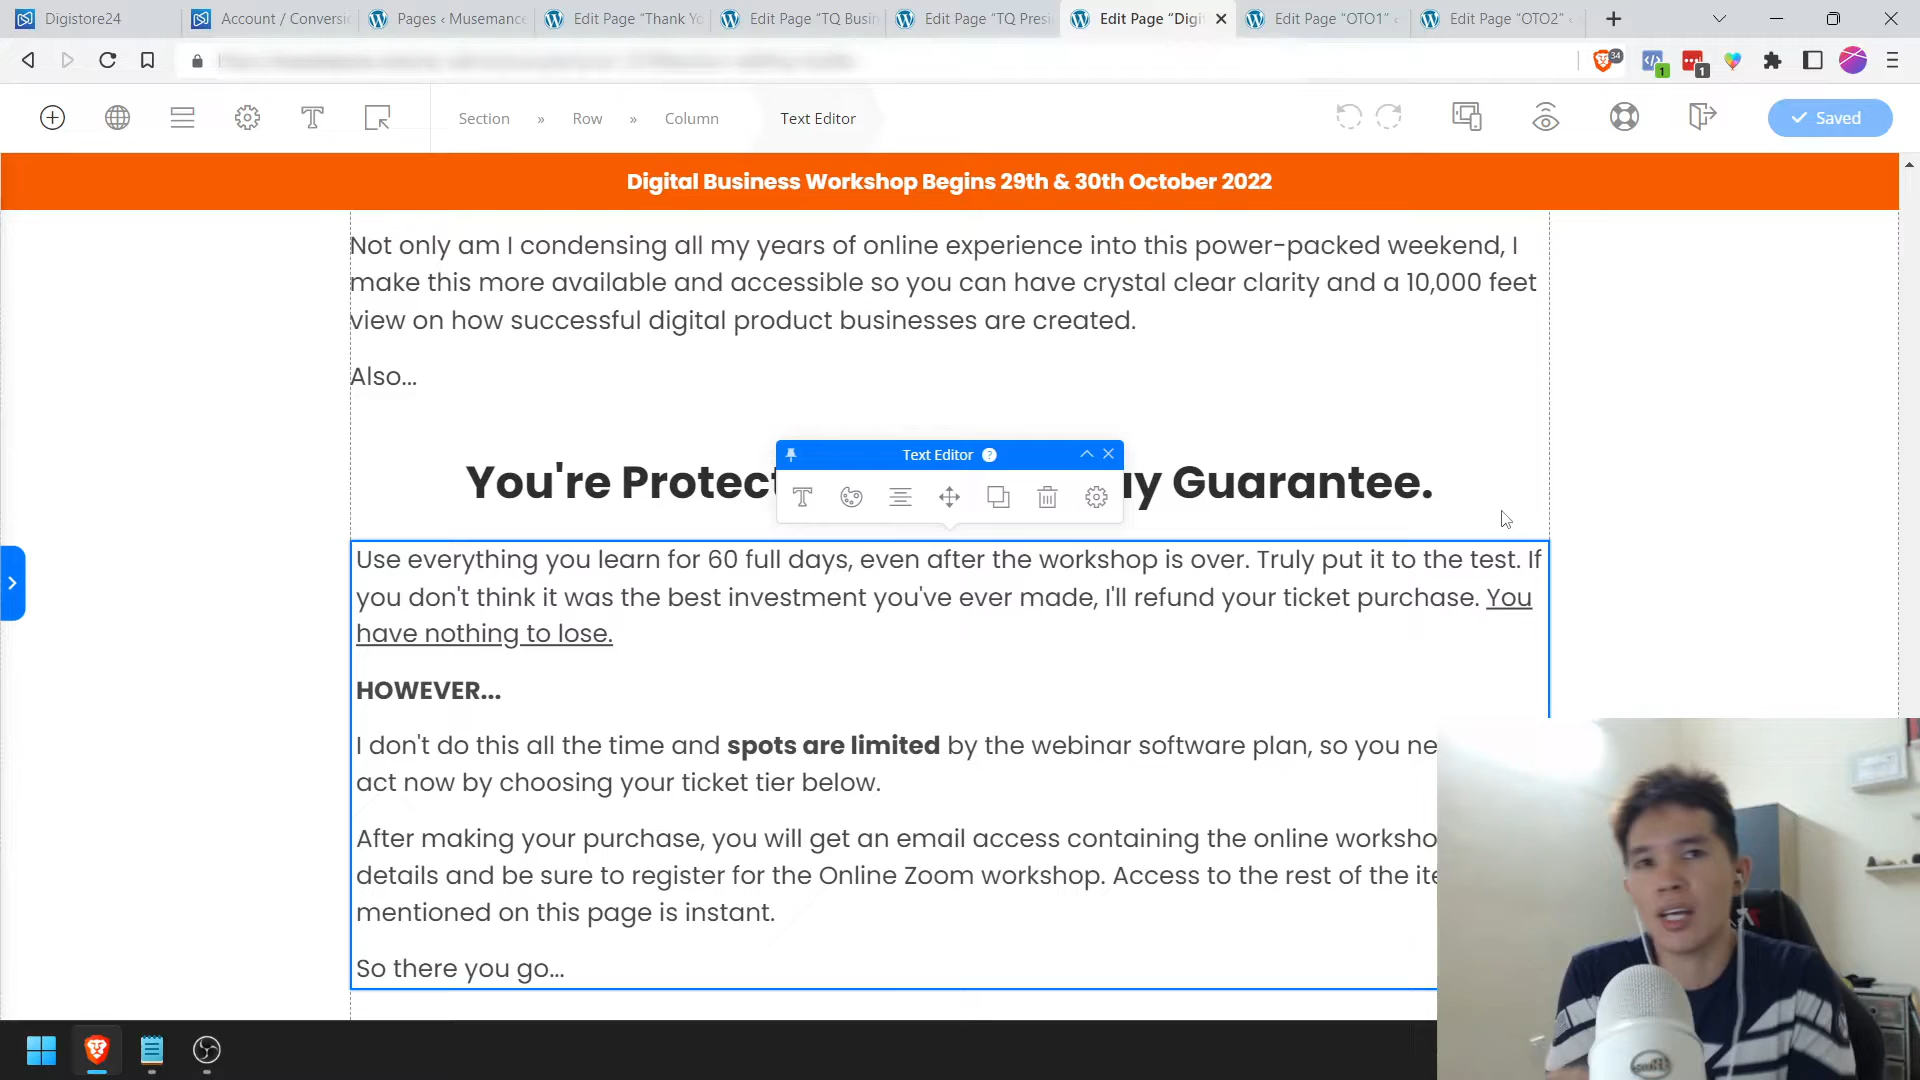 Digistore24
Account / Conversic
Pages ‹ Musemanc
Edit Page “Thank Yo
Edit Page “TQ Busin
Edit Page “TQ Presi
Edit Page “Digi
Edit Page “OTO1” ‹
Edit Page “OTO2” ‹
34
1
1
Section » Row » Column Text Editor
Saved
Digital Business Workshop Begins 29th & 30th October 2022
Not only am I condensing all my years of online experience into this power-packed weekend, I
make this more available and accessible so you can have crystal clear clarity and a 10,000 feet
view on how successful digital product businesses are created.
Also...
Text Editor ?
You're Protect
y Guarantee.
Use everything you learn for 60 full days, even after the workshop is over. Truly put it to the test. If
you don't think it was the best investment you've ever made, I'll refund your ticket purchase. You
have nothing to lose.
HOWEVER...
I don't do this all the time and spots are limited by the webinar software plan, so you ne
act now by choosing your ticket tier below.
After making your purchase, you will get an email access containing the online worksho
details and be sure to register for the Online Zoom workshop. Access to the rest of the ite
mentioned on this page is instant.
So there you go...